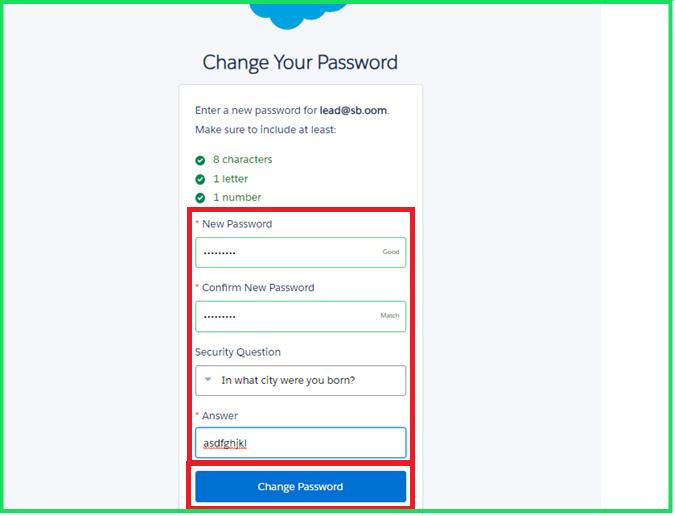 Change Your Password
Enter a new password for lead@sb.oom.
Make sure to include at least:
8 characters
1 letter
1 number
* New Password
••••••••• Good
* Confirm New Password
••••••••• Match
Security Question
In what city were you born?
* Answer
asdfghjkl
Change Password